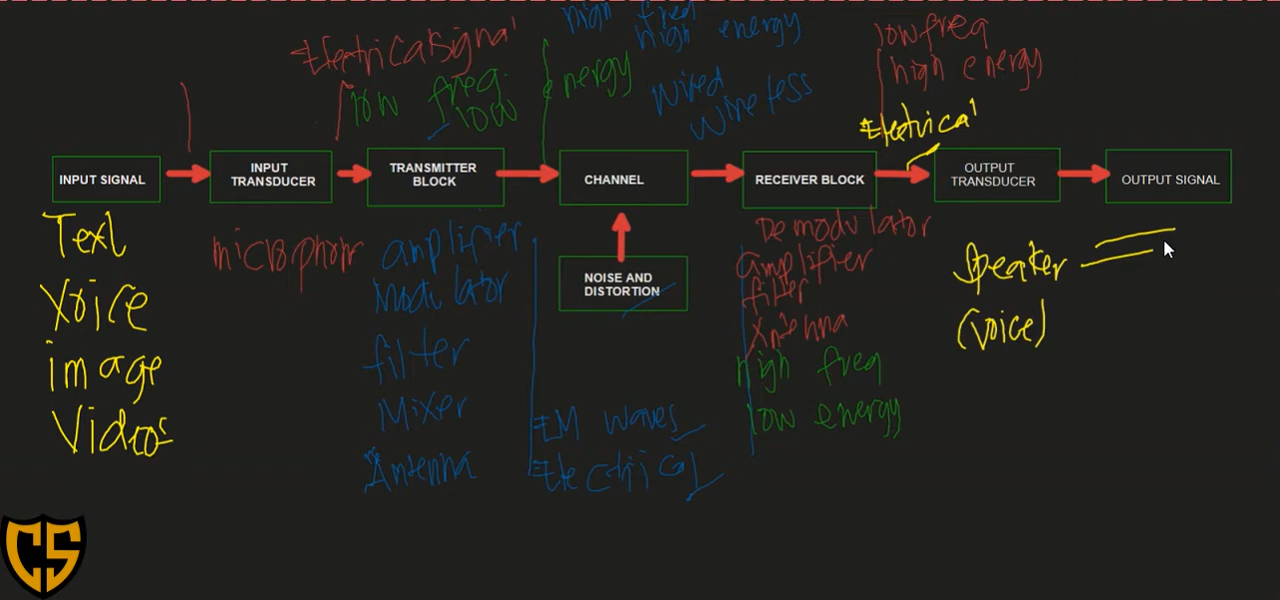 Electrical signal
low freq
low energy
high freq
high energy
wired
wireless
low freq
high energy
Electrical
INPUT SIGNAL
INPUT
TRANSDUCER
TRANSMITTER
BLOCK
CHANNEL
RECEIVER BLOCK
OUTPUT
TRANSDUCER
OUTPUT SIGNAL
NOISE AND
DISTORTION
Text
Voice
image
Videos
microphone
amplifier
Modulator
filter
Mixer
Antenna
EM waves
Electrical
Demodulator
amplifier
filter
Antenna
high freq
low energy
Speaker
(voice)
CS